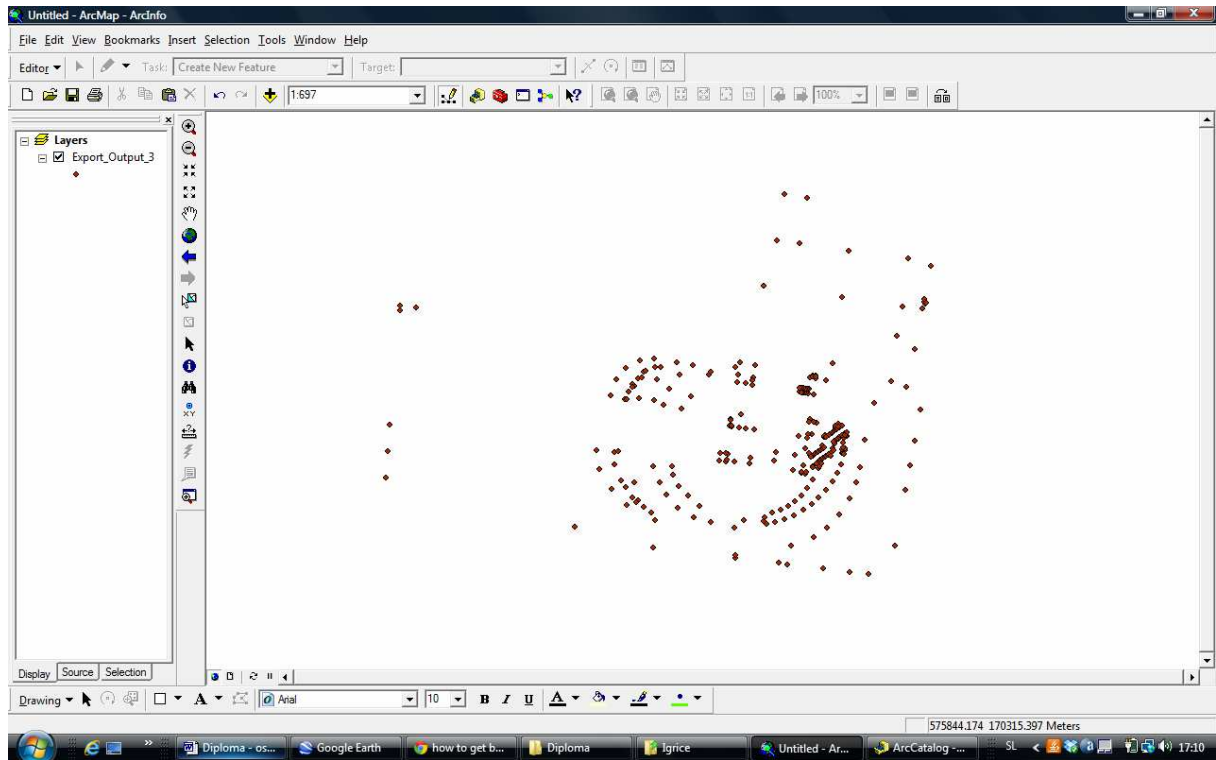 Untitled - ArcMap - ArcInfo
File Edit View Bookmarks Insert Selection Tools Window Help
Editor Task: Create New Feature Target:
1:697 100%
Layers
Export_Output_3
Display Source Selection
Drawing A Arial 10 B I U A
575844.174 170315.397 Meters
» Diploma - os... Google Earth how to get b... Diploma Igrice Untitled - Ar... ArcCatalog -... SL < 17:10